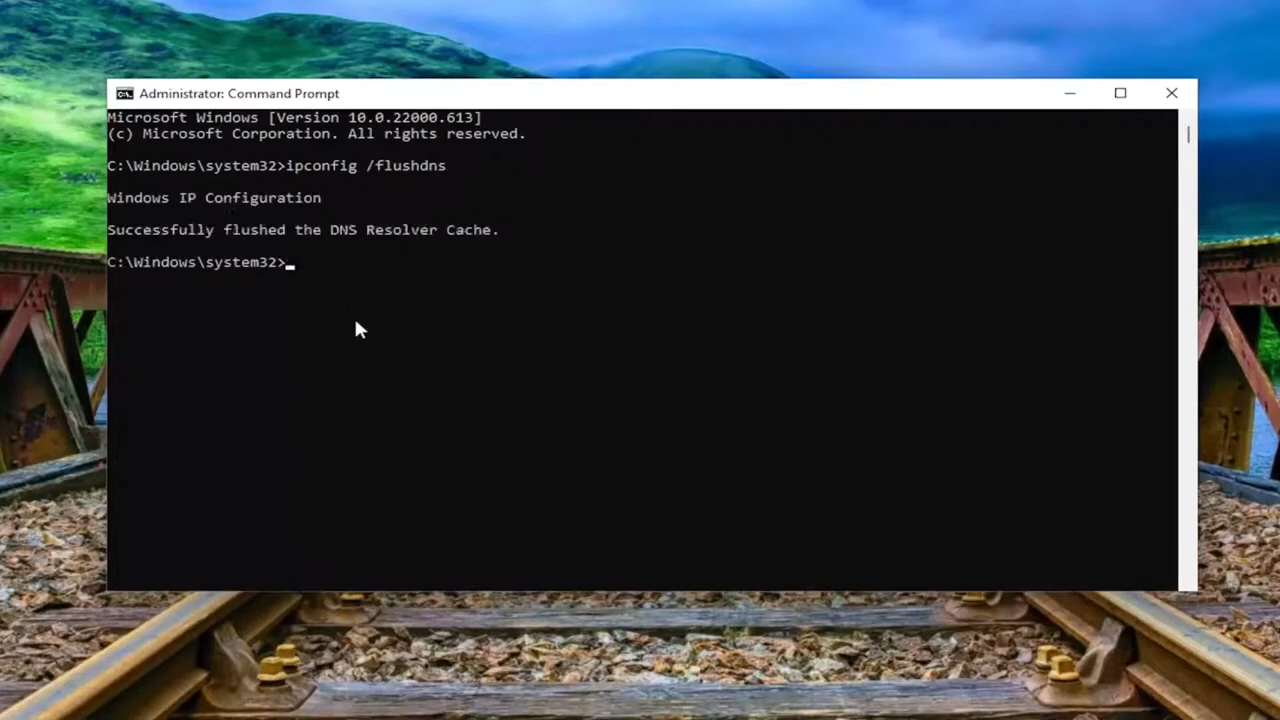 Administrator: Command Prompt
Microsoft Windows [Version 10.0.22000.613]
(c) Microsoft Corporation. All rights reserved.
C:\Windows\system32>ipconfig /flushdns
Windows IP Configuration
Successfully flushed the DNS Resolver Cache.
C:\Windows\system32>